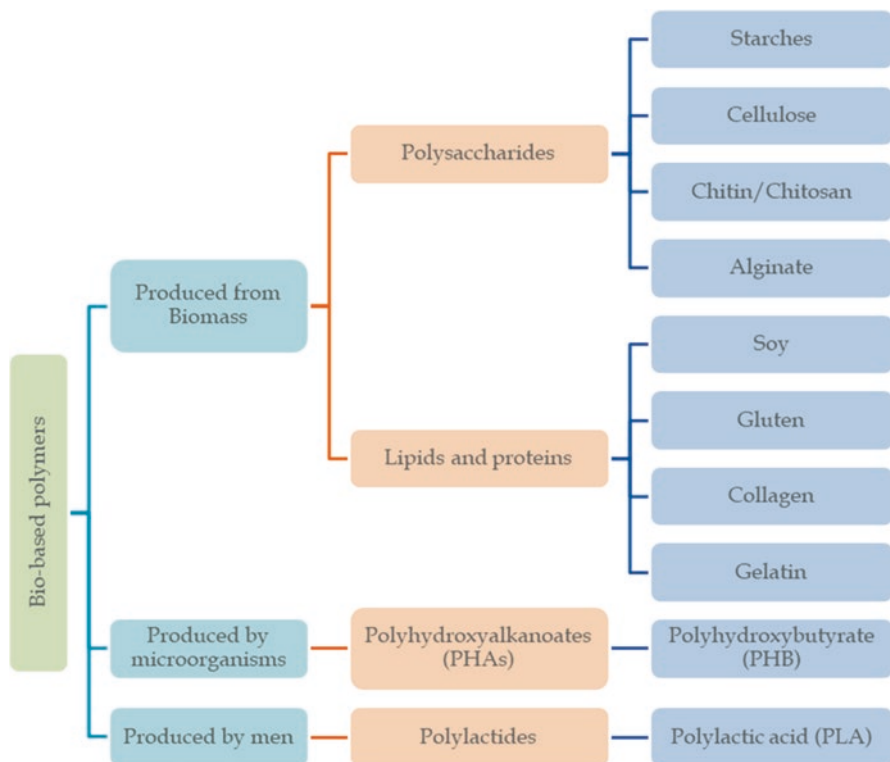 Bio-based polymers
Produced from
Biomass
Polysaccharides
Starches
Cellulose
Chitin/Chitosan
Alginate
Lipids and proteins
Soy
Gluten
Collagen
Gelatin
Produced by
microorganisms
Polyhydroxyalkanoates
(PHAs)
Polyhydroxybutyrate
(PHB)
Produced by men
Polylactides
Polylactic acid (PLA)